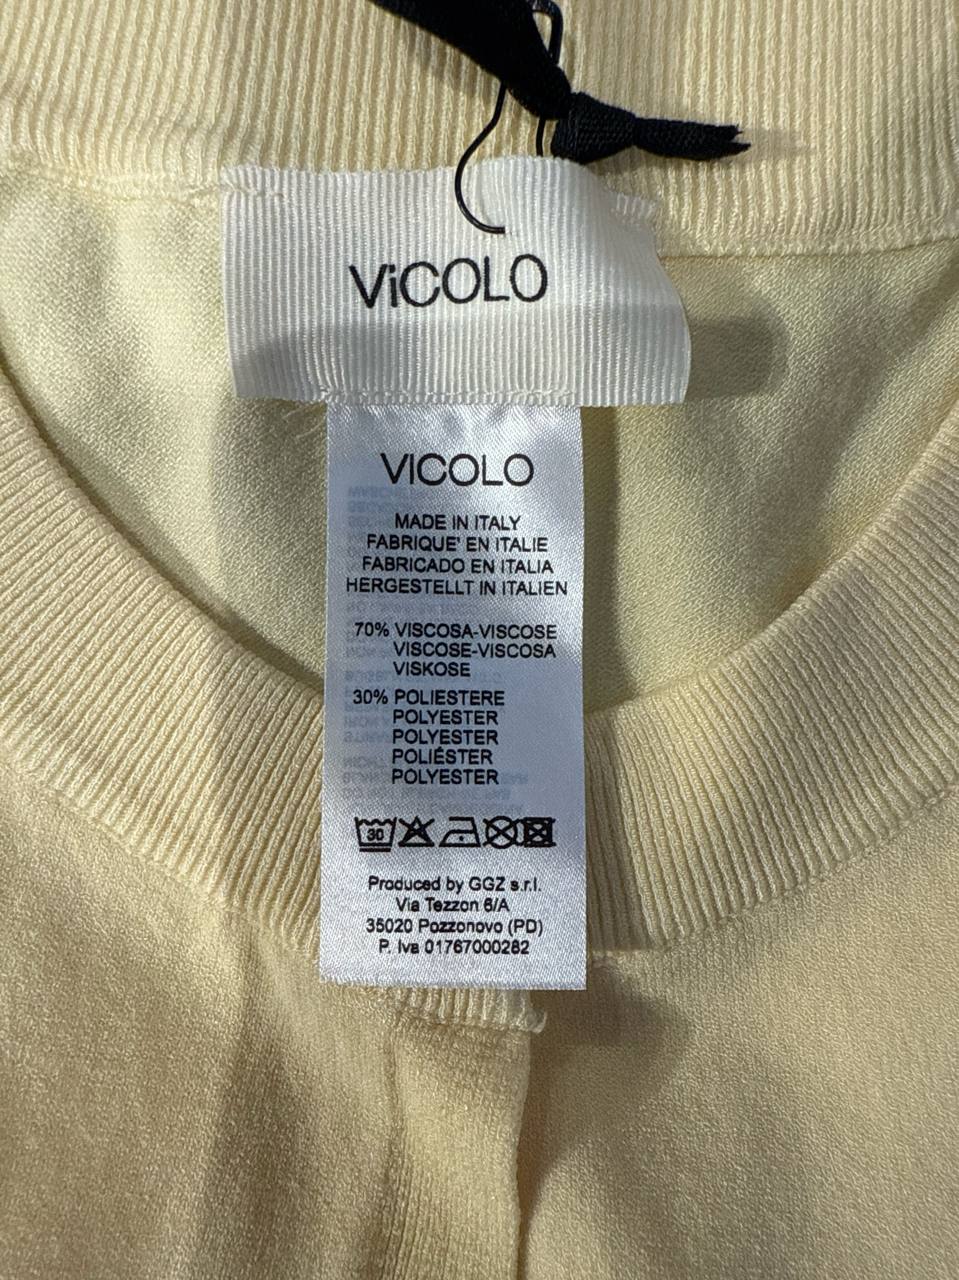 ViCOLO
VICOLO
MADE IN ITALY
FABRIQUE' EN ITALIE
FABRICADO EN ITALIA
HERGESTELLT IN ITALIEN
70% VISCOSA-VISCOSE
VISCOSE-VISCOSA
VISKOSE
30% POLIESTERE
POLYESTER
POLYESTER
POLIÉSTER
POLYESTER
30
Produced by GGZ s.r.l.
Via Tezzon 6/A
35020 Pozzonovo (PD)
P. Iva 01767000282